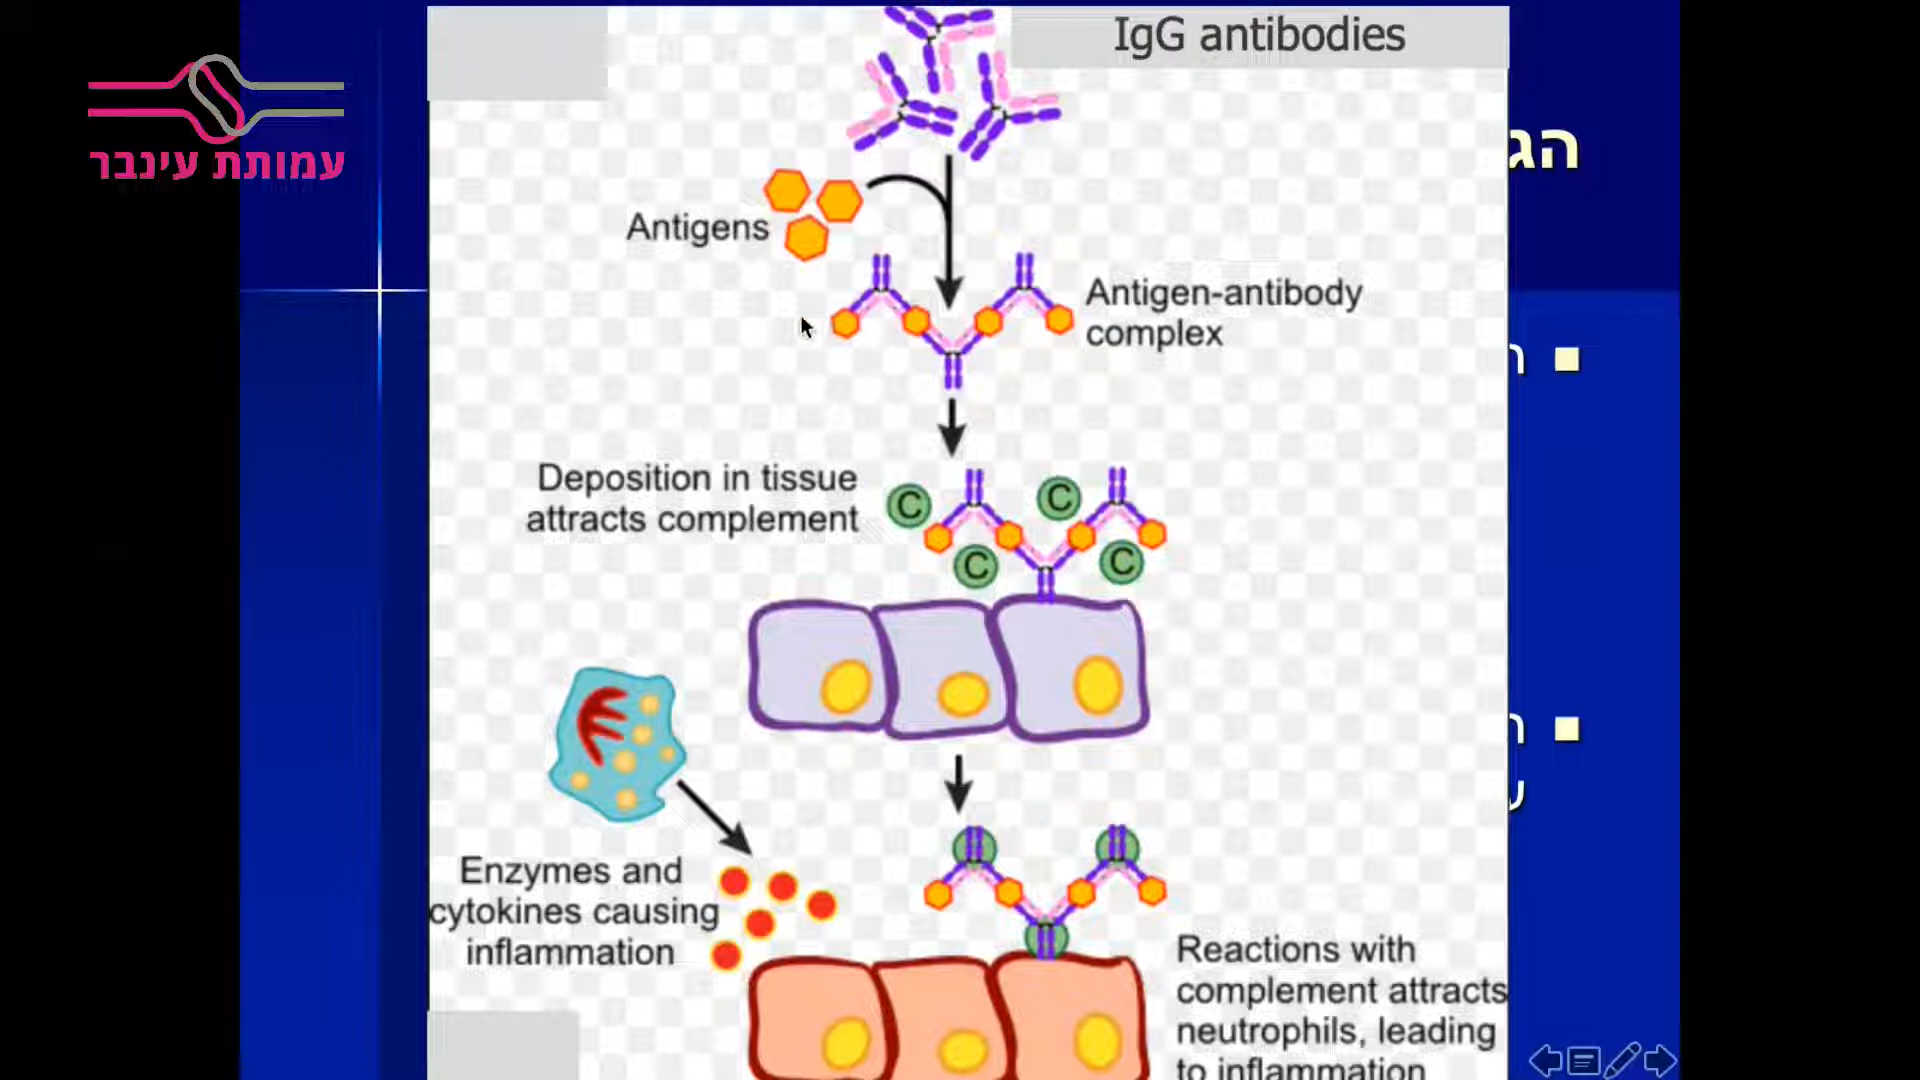 IgG antibodies
עמותת עינבר
הג
Antigens
Antigen-antibody
complex
Deposition in tissue
attracts complement
C
C
C
C
Enzymes and
cytokines causing
inflammation
Reactions with
complement attracts
neutrophils, leading
to inflammation